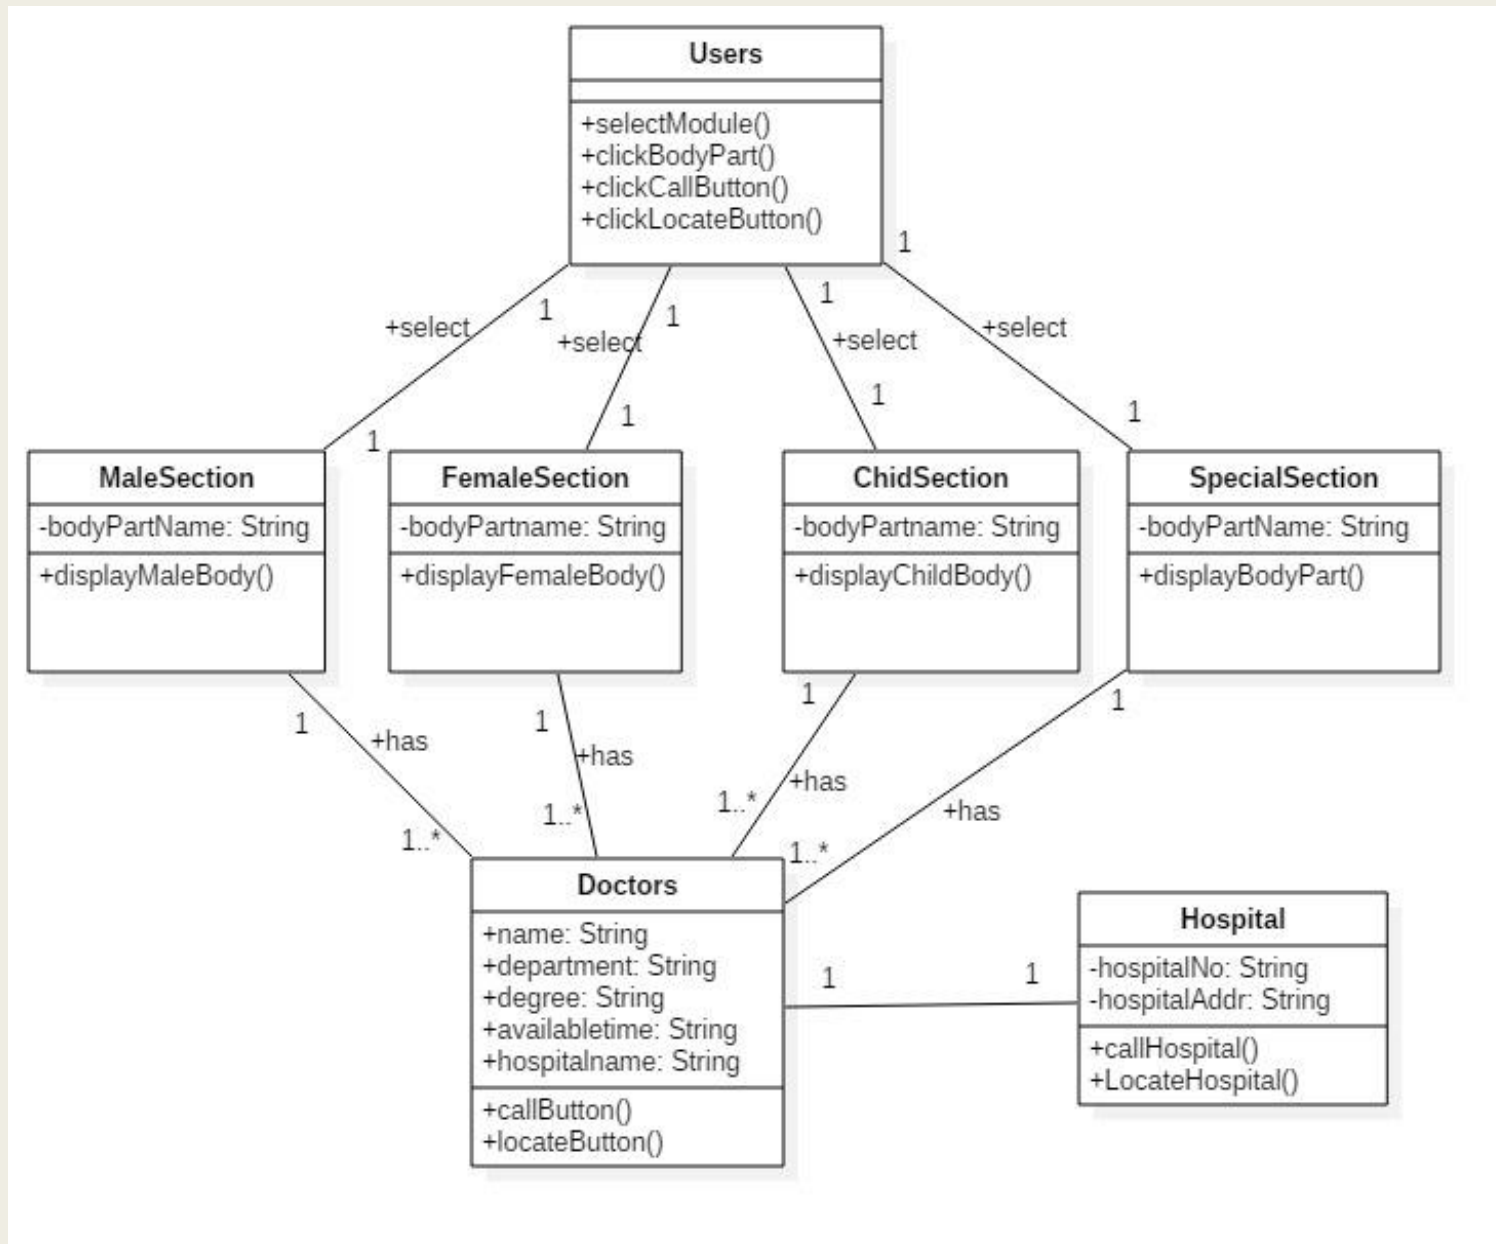 Users
+selectModule()
+clickBodyPart()
+clickCallButton()
+clickLocateButton()
1
1
1
1
+select
+select
+select
+select
1
1
1
1
MaleSection
-bodyPartName: String
+displayMaleBody()
FemaleSection
-bodyPartname: String
+displayFemaleBody()
ChidSection
-bodyPartname: String
+displayChildBody()
SpecialSection
-bodyPartName: String
+displayBodyPart()
1
1
1
1
+has
+has
+has
+has
1..*
1..*
1..*
1..*
Doctors
+name: String
+department: String
+degree: String
+availabletime: String
+hospitalname: String
+callButton()
+locateButton()
1
1
Hospital
-hospitalNo: String
-hospitalAddr: String
+callHospital()
+LocateHospital()